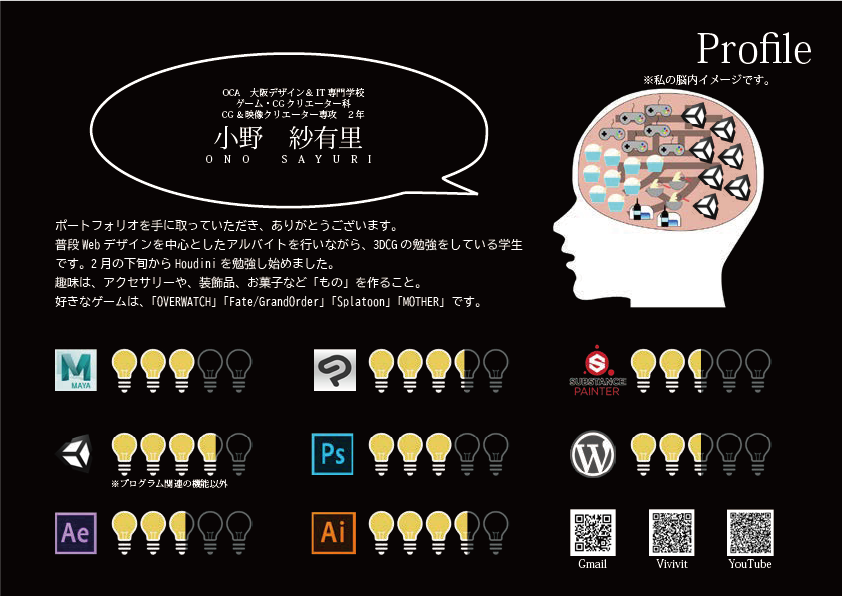 Profile
※私の脳内イメージです。
OCA　大阪デザイン＆IT専門学校
ゲーム・CGクリエーター科
CG＆映像クリエーター専攻　２年
小野　紗有里
ONO　SAYURI
ポートフォリオを手に取っていただき、ありがとうございます。
普段Webデザインを中心としたアルバイトを行いながら、3DCGの勉強をしている学生
です。2月の下旬からHoudiniを勉強し始めました。
趣味は、アクセサリーや、装飾品、お菓子など「もの」を作ること。
好きなゲームは、「OVERWATCH」「Fate/GrandOrder」「Splatoon」「MOTHER」です。
M
MAYA
S
SUBSTANCE
PAINTER
Ps
W
※プログラム関連の機能以外
Ae
Ai
Gmail
Vivivit
YouTube